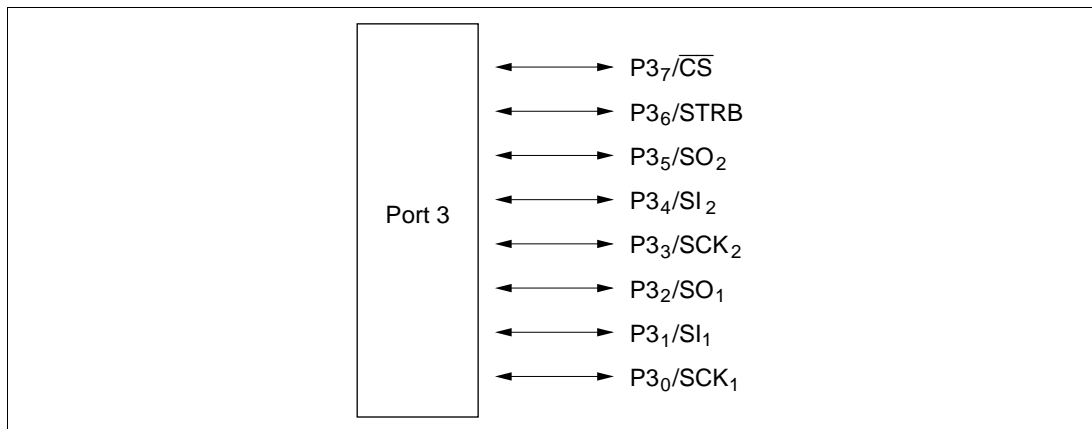 P3₇/C̅S̅
P3₆/STRB
P3₅/SO₂
P3₄/SI₂
Port 3
P3₃/SCK₂
P3₂/SO₁
P3₁/SI₁
P3₀/SCK₁